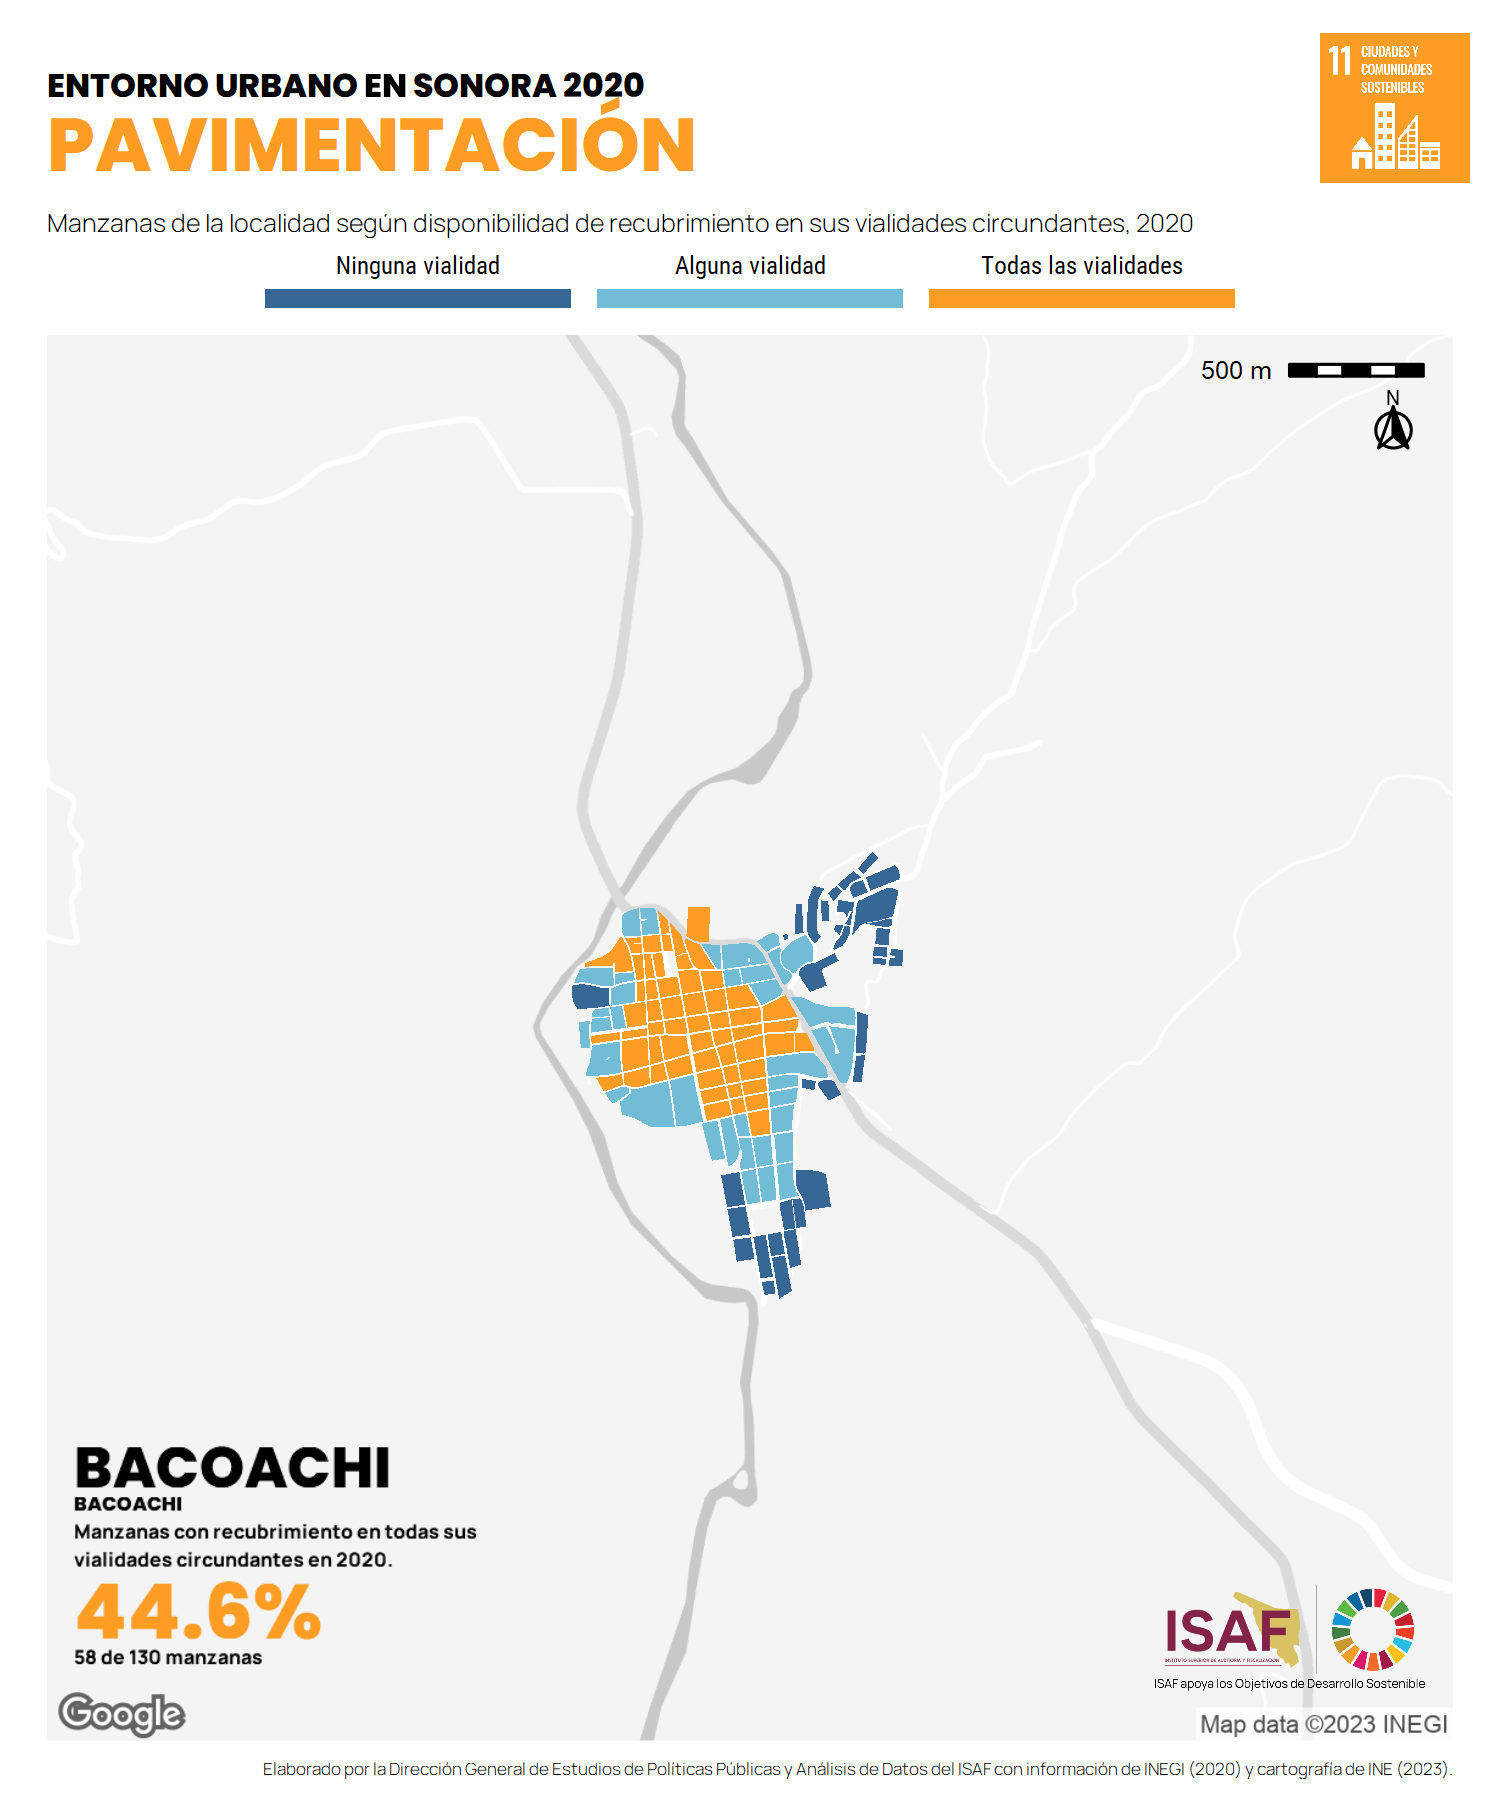 ENTORNO URBANO EN SONORA 2020
PAVIMENTACIÓN
11 CIUDADES Y
COMUNIDADES
SOSTENIBLES
Manzanas de la localidad según disponibilidad de recubrimiento en sus vialidades circundantes, 2020
Ninguna vialidad Alguna vialidad Todas las vialidades
500 m
N
BACOACHI
BACOACHI
Manzanas con recubrimiento en todas sus
vialidades circundantes en 2020.
44.6%
58 de 130 manzanas
ISAF
INSTITUTO SUPERIOR DE AUDITORÍA Y FISCALIZACIÓN
ISAF apoya los Objetivos de Desarrollo Sostenible
Google
Map data ©2023 INEGI
Elaborado por la Dirección General de Estudios de Políticas Públicas y Análisis de Datos del ISAF con información de INEGI (2020) y cartografía de INE (2023).